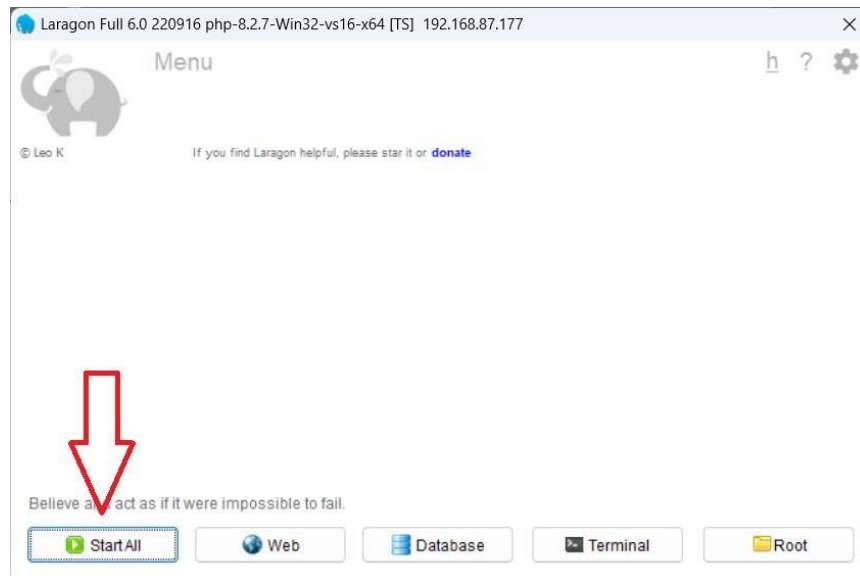 Laragon Full 6.0 220916 php-8.2.7-Win32-vs16-x64 [TS] 192.168.87.177
Menu
h ?
© Leo K
If you find Laragon helpful, please star it or donate
Believe act as if it were impossible to fail.
Start All Web Database Terminal Root